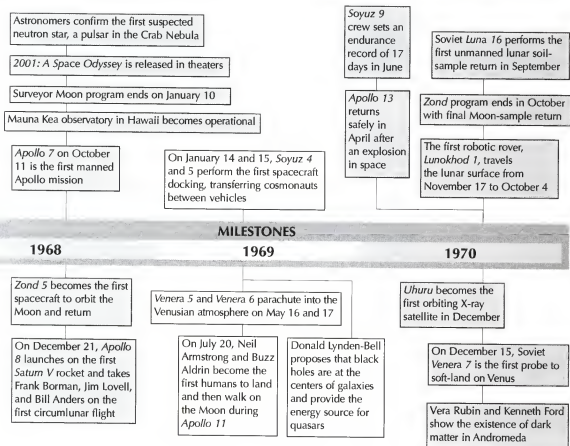 Astronomers confirm the first suspected
neutron star, a pulsar in the Crab Nebula
2001: A Space Odyssey is released in theaters
Surveyor Moon program ends on January 10
Mauna Kea observatory in Hawaii becomes operational
Apollo 7 on October
11 is the first manned
Apollo mission
On January 14 and 15, Soyuz 4
and 5 perform the first spacecraft
docking, transferring cosmonauts
between vehicles
Soyuz 9
crew sets an
endurance
record of 17
days in June
Apollo 13
returns
safely in
April after
an explosion
in space
Soviet Luna 16 performs the
first unmanned lunar soil-
sample return in September
Zond program ends in October
with final Moon-sample return
The first robotic rover,
Lunokhod 1, travels
the lunar surface from
November 17 to October 4
MILESTONES
1968
1969
1970
Zond 5 becomes the first
spacecraft to orbit the
Moon and return
On December 21, Apollo
8 launches on the first
Saturn V rocket and takes
Frank Borman, Jim Lovell,
and Bill Anders on the
first circumlunar flight
Venera 5 and Venera 6 parachute into the
Venusian atmosphere on May 16 and 17
On July 20, Neil
Armstrong and Buzz
Aldrin become the
first humans to land
and then walk on
the Moon during
Apollo 11
Donald Lynden-Bell
proposes that black
holes are at the
centers of galaxies
and provide the
energy source for
quasars
Uhuru becomes the
first orbiting X-ray
satellite in December
On December 15, Soviet
Venera 7 is the first probe to
soft-land on Venus
Vera Rubin and Kenneth Ford
show the existence of dark
matter in Andromeda